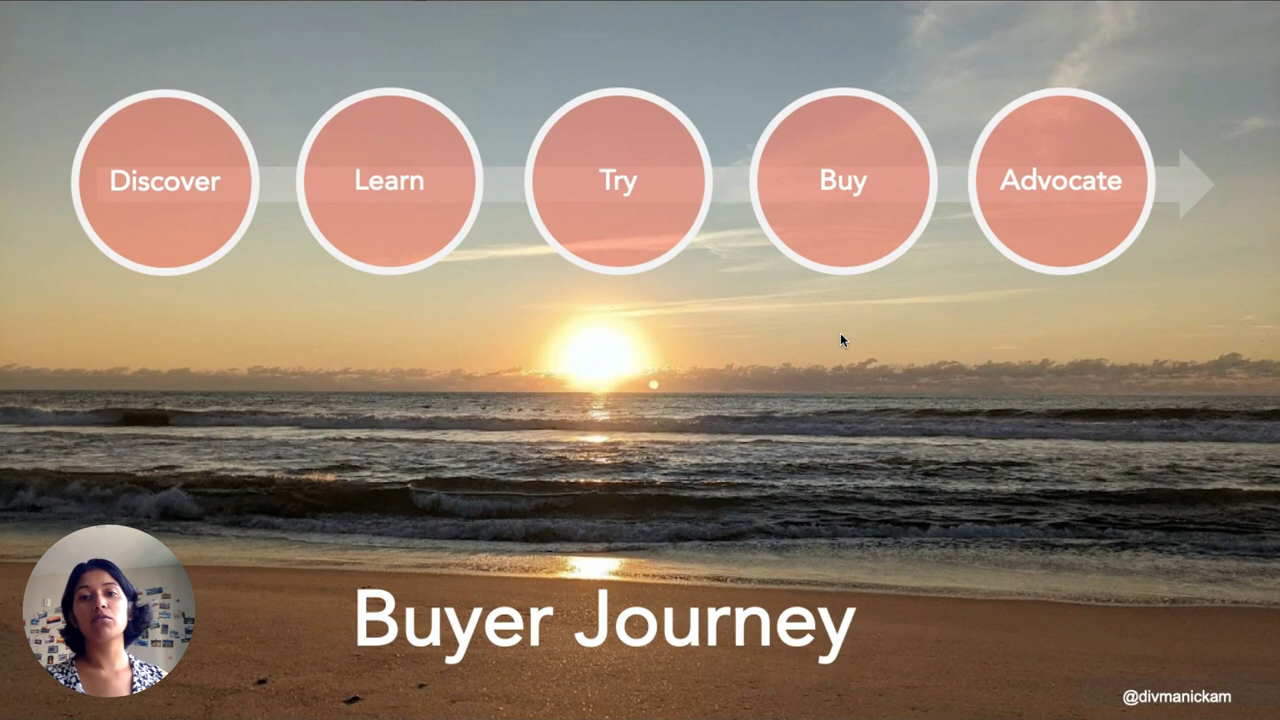 Discover
Learn
Try
Buy
Advocate
Buyer Journey
@divmanickam